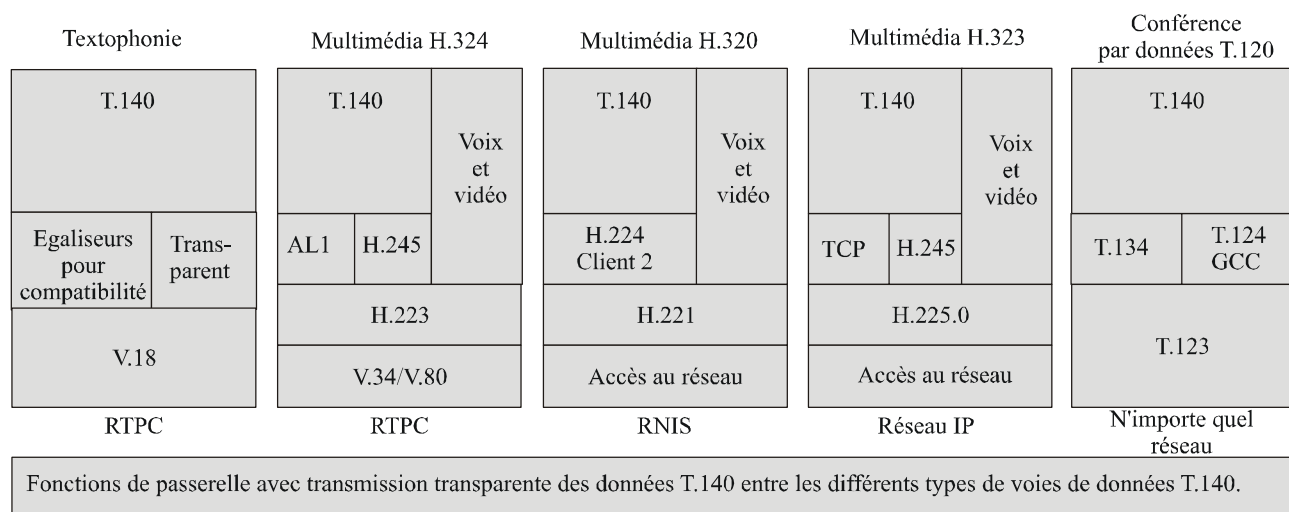 Textophonie
T.140
Egaliseurs
pour
compatibilité
Trans-
parent
V.18
RTPC
Multimédia H.324
T.140
Voix
et
vidéo
AL1
H.245
H.223
V.34/V.80
RTPC
Multimédia H.320
T.140
Voix
et
vidéo
H.224
Client 2
H.221
Accès au réseau
RNIS
Multimédia H.323
T.140
Voix
et
vidéo
TCP
H.245
H.225.0
Accès au réseau
Réseau IP
Conférence
par données T.120
T.140
T.134
T.124
GCC
T.123
N'importe quel
réseau
Fonctions de passerelle avec transmission transparente des données T.140 entre les différents types de voies de données T.140.